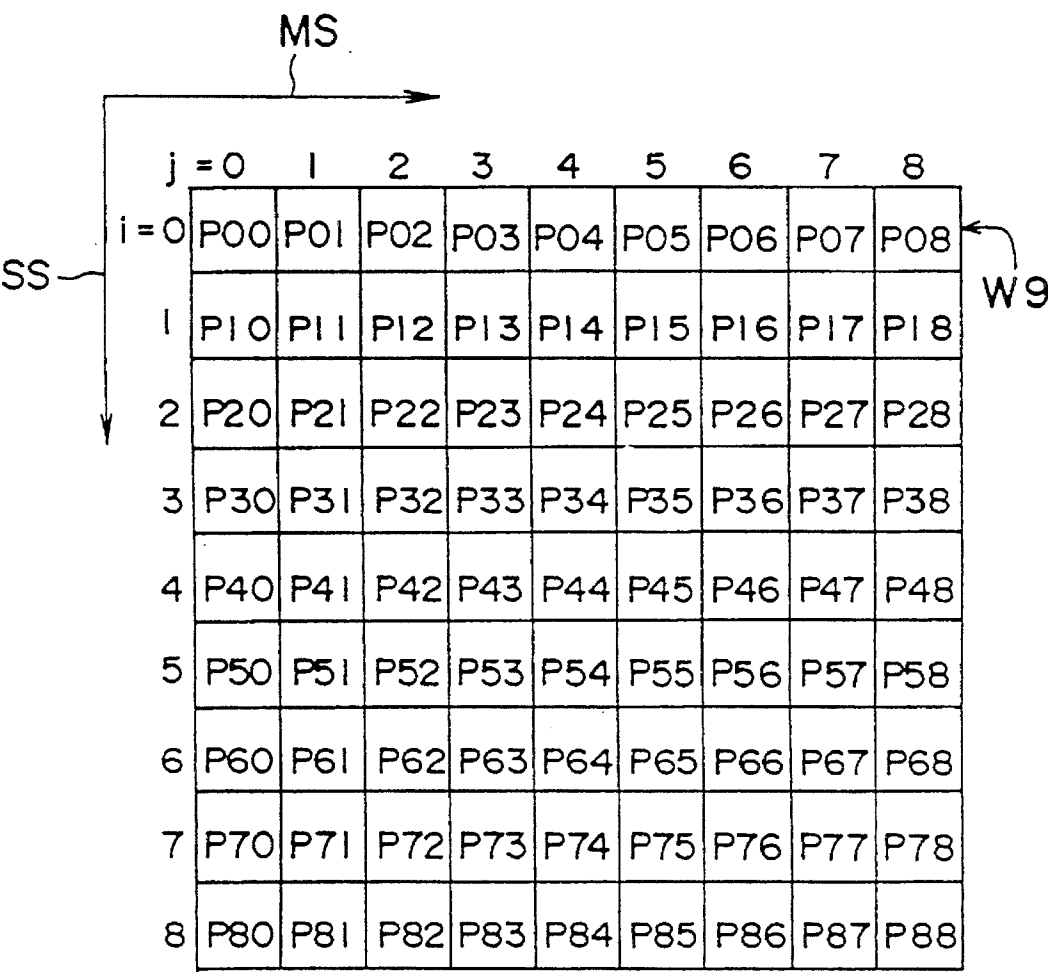 MS
j = 0 1 2 3 4 5 6 7 8
i = 0 P00 P01 P02 P03 P04 P05 P06 P07 P08
SS
W9
1 P10 P11 P12 P13 P14 P15 P16 P17 P18
2 P20 P21 P22 P23 P24 P25 P26 P27 P28
3 P30 P31 P32 P33 P34 P35 P36 P37 P38
4 P40 P41 P42 P43 P44 P45 P46 P47 P48
5 P50 P51 P52 P53 P54 P55 P56 P57 P58
6 P60 P61 P62 P63 P64 P65 P66 P67 P68
7 P70 P71 P72 P73 P74 P75 P76 P77 P78
8 P80 P81 P82 P83 P84 P85 P86 P87 P88